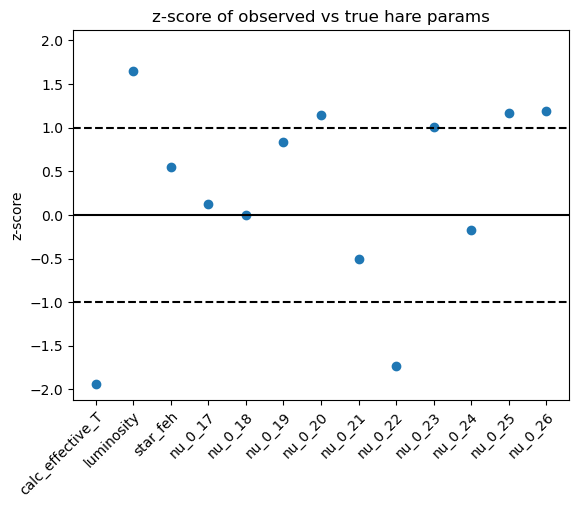 z-score of observed vs true hare params
2.0
1.5
1.0
0.5
0.0
−0.5
−1.0
−1.5
−2.0
z-score
calc_effective_T
luminosity
star_feh
nu_0_17
nu_0_18
nu_0_19
nu_0_20
nu_0_21
nu_0_22
nu_0_23
nu_0_24
nu_0_25
nu_0_26